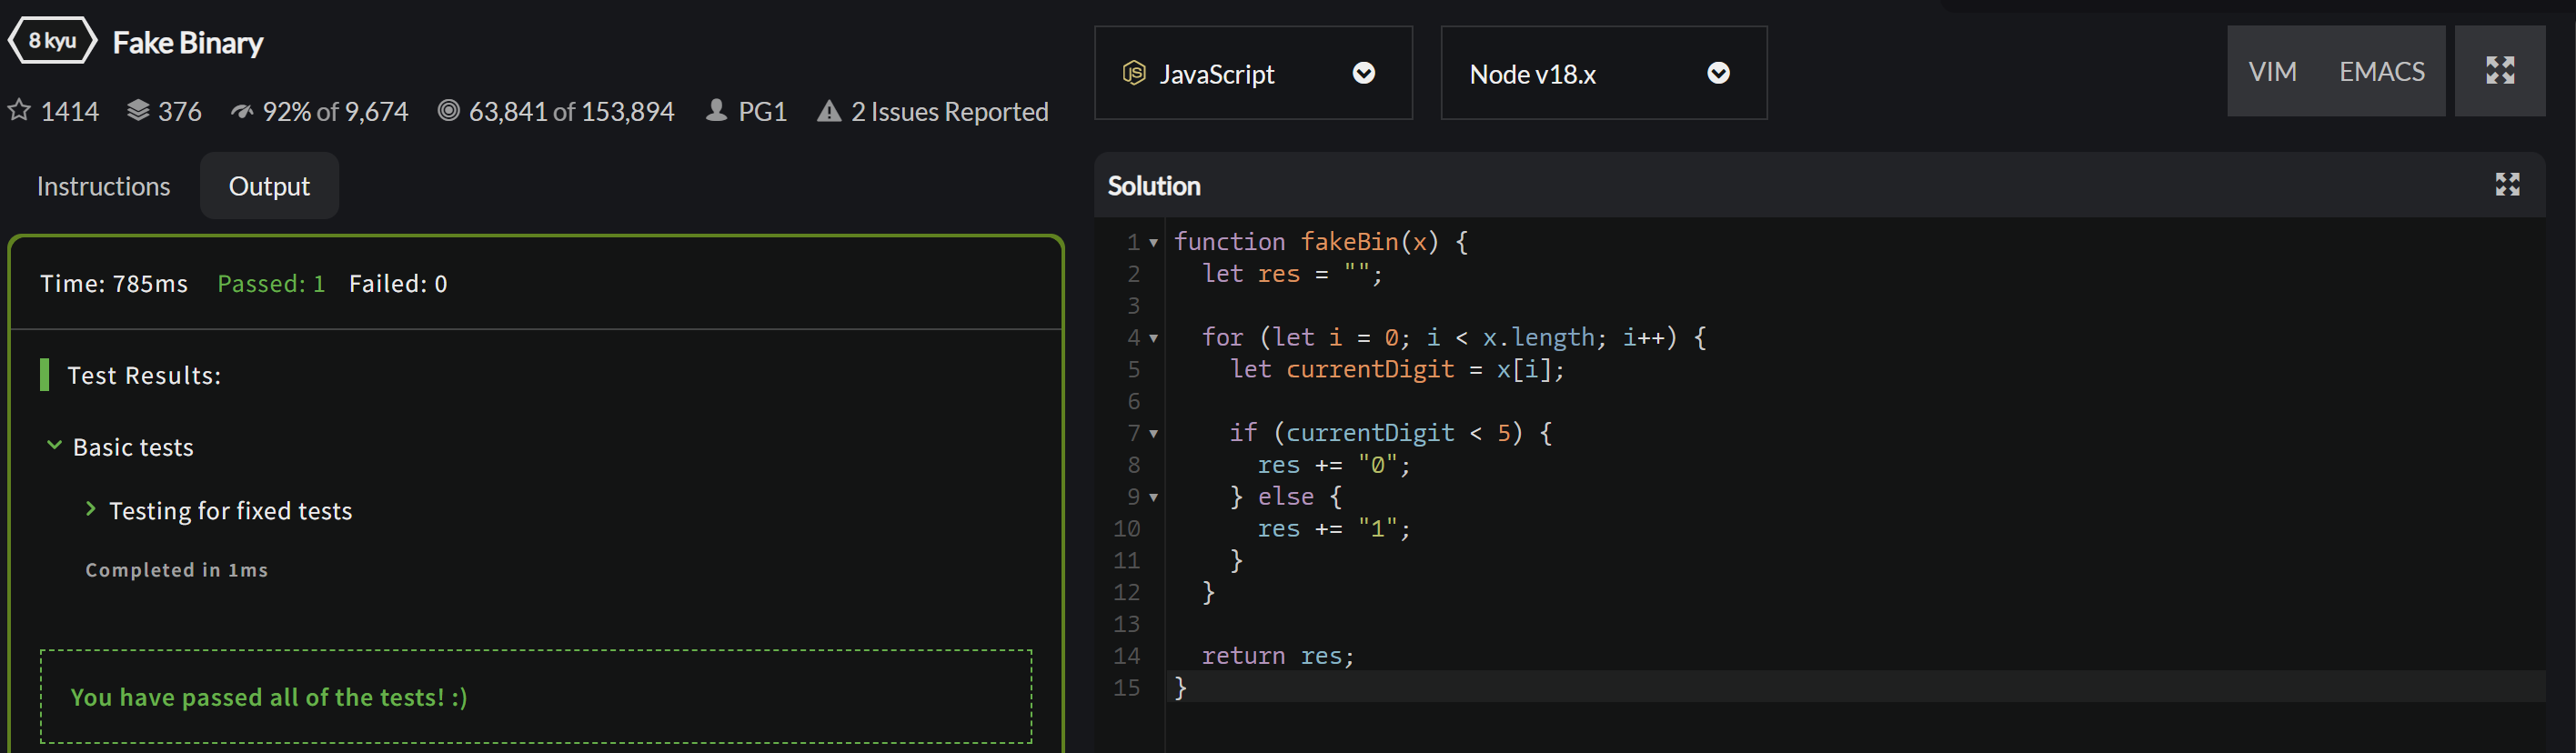 8 kyu Fake Binary
1414 376 92% of 9,674 63,841 of 153,894 PG1 2 Issues Reported
Instructions Output
Time: 785ms Passed: 1 Failed: 0
Test Results:
Basic tests
Testing for fixed tests
Completed in 1ms
You have passed all of the tests! :)
JS JavaScript Node v18.x VIM EMACS
Solution
1 function fakeBin(x) {
2   let res = "";
3
4   for (let i = 0; i < x.length; i++) {
5     let currentDigit = x[i];
6
7     if (currentDigit < 5) {
8       res += "0";
9     } else {
10       res += "1";
11     }
12   }
13
14   return res;
15 }